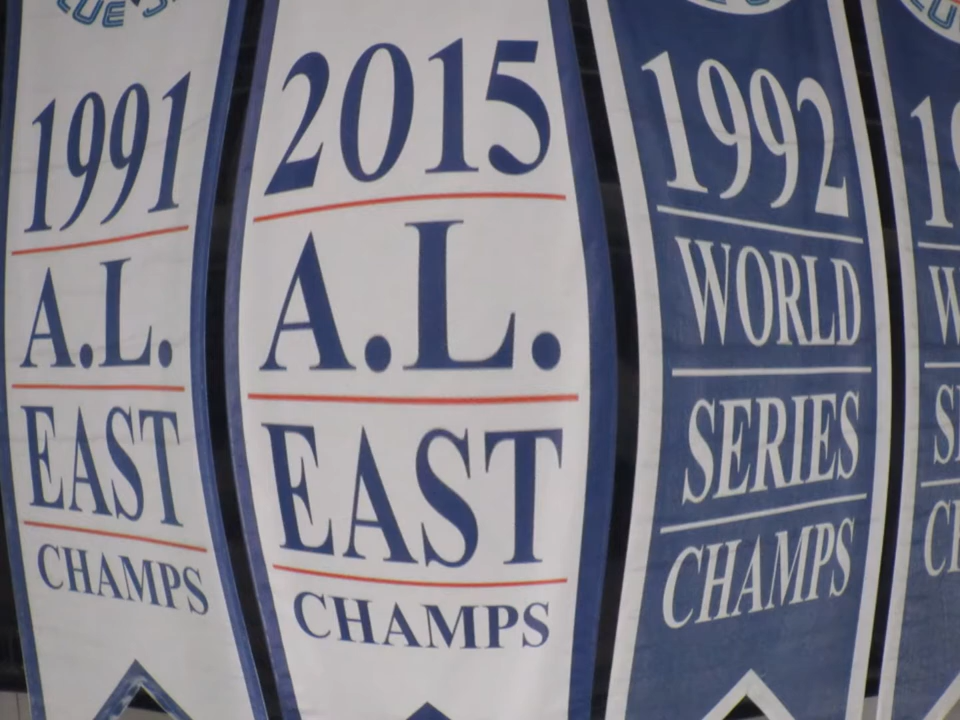 1991
A.L.
EAST
CHAMPS
2015
A.L.
EAST
CHAMPS
1992
WORLD
SERIES
CHAMPS